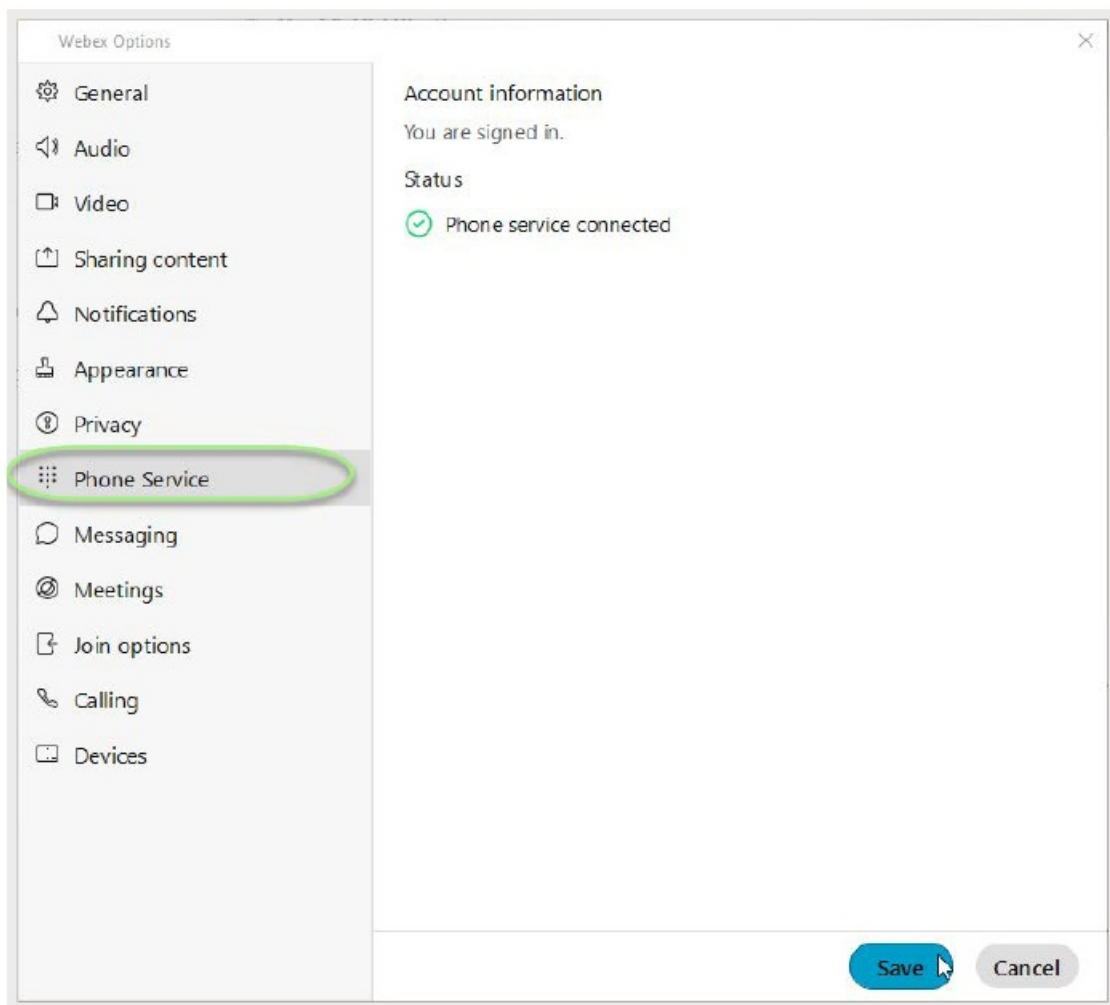 Webex Options
General
Audio
Video
Sharing content
Notifications
Appearance
Privacy
Phone Service
Messaging
Meetings
Join options
Calling
Devices
Account information
You are signed in.
Status
Phone service connected
Save
Cancel